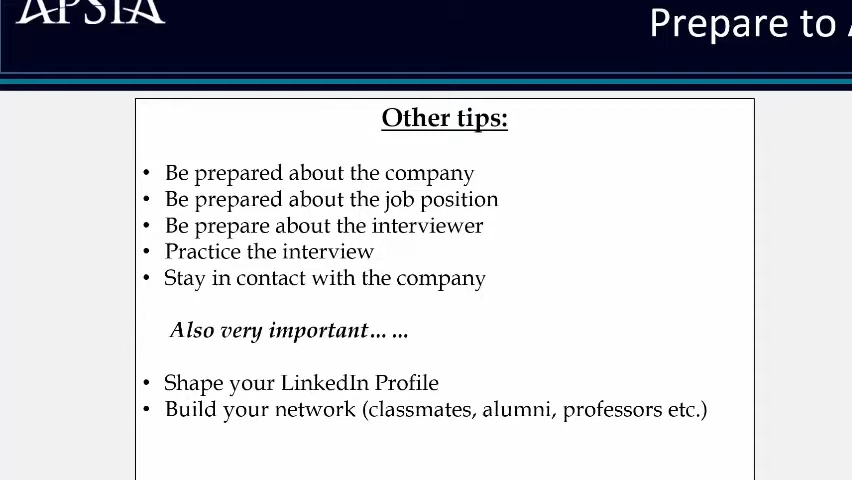 APSIA
Prepare to A
Other tips:
• Be prepared about the company
• Be prepared about the job position
• Be prepare about the interviewer
• Practice the interview
• Stay in contact with the company
Also very important… …
• Shape your LinkedIn Profile
• Build your network (classmates, alumni, professors etc.)